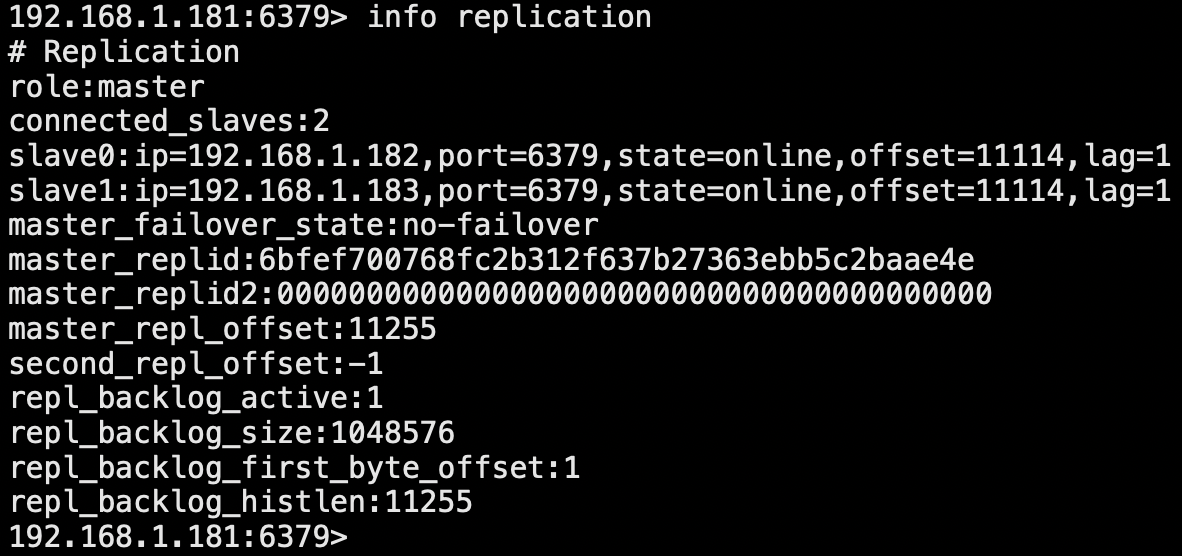 192.168.1.181:6379> info replication
# Replication
role:master
connected_slaves:2
slave0:ip=192.168.1.182,port=6379,state=online,offset=11114,lag=1
slave1:ip=192.168.1.183,port=6379,state=online,offset=11114,lag=1
master_failover_state:no-failover
master_replid:6bfef700768fc2b312f637b27363ebb5c2baae4e
master_replid2:0000000000000000000000000000000000000000
master_repl_offset:11255
second_repl_offset:-1
repl_backlog_active:1
repl_backlog_size:1048576
repl_backlog_first_byte_offset:1
repl_backlog_histlen:11255
192.168.1.181:6379>